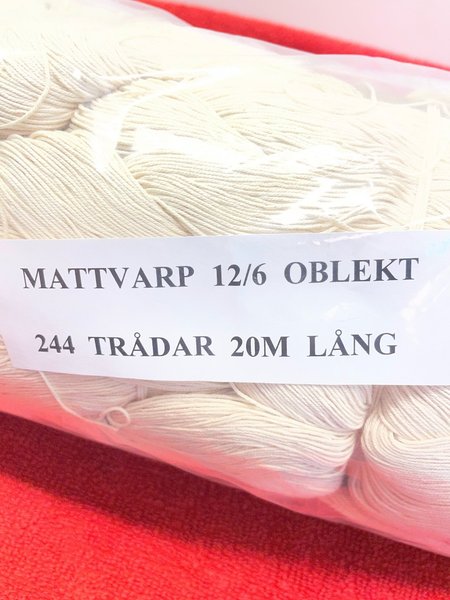 MATTVARP 12/6 OBLEKT
244 TRÅDAR 20M LÅNG